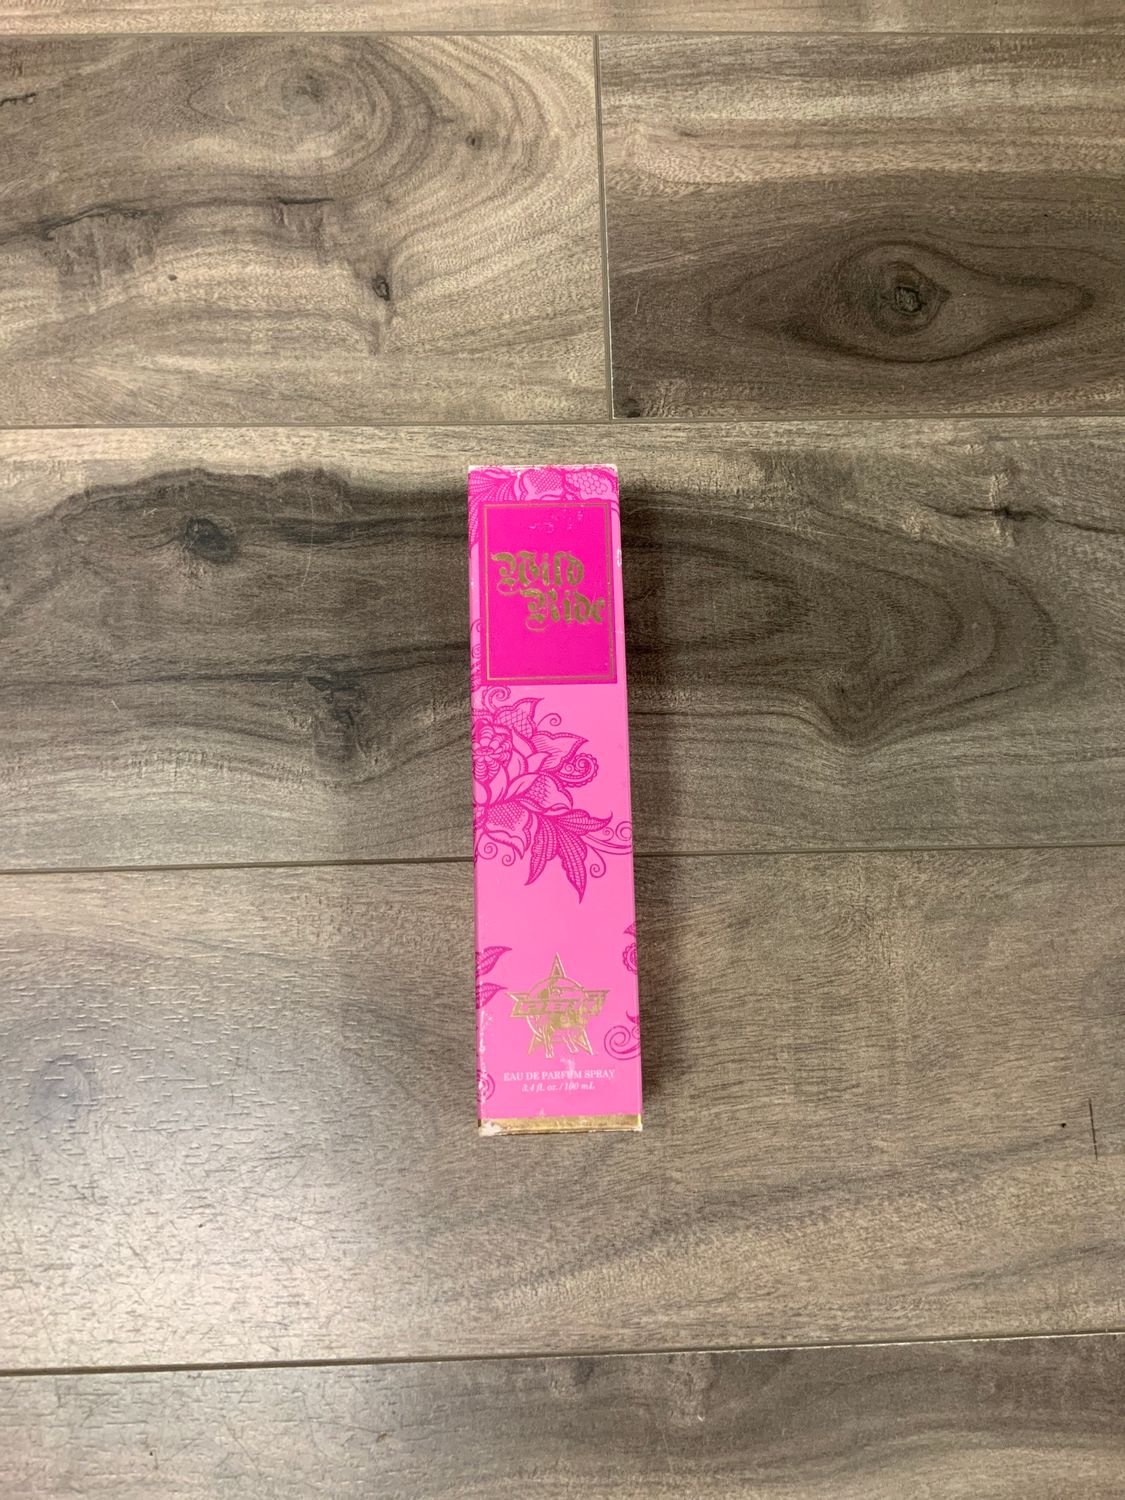 Wild
Ride
EAU DE PARFUM SPRAY
3.4 fl. oz. / 100 mL